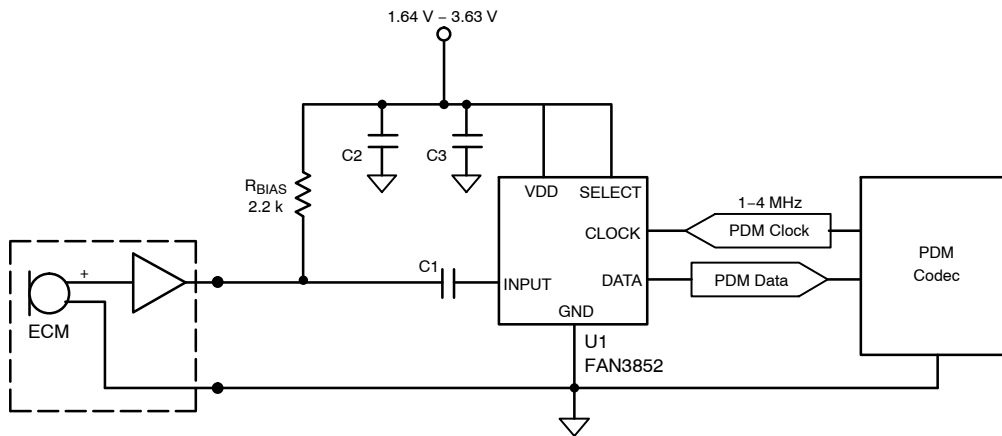 1.64 V − 3.63 V
C2
C3
R_BIAS
2.2 k
VDD
SELECT
1−4 MHz
CLOCK
PDM Clock
PDM
Codec
+
C1
INPUT
DATA
PDM Data
GND
ECM
U1
FAN3852